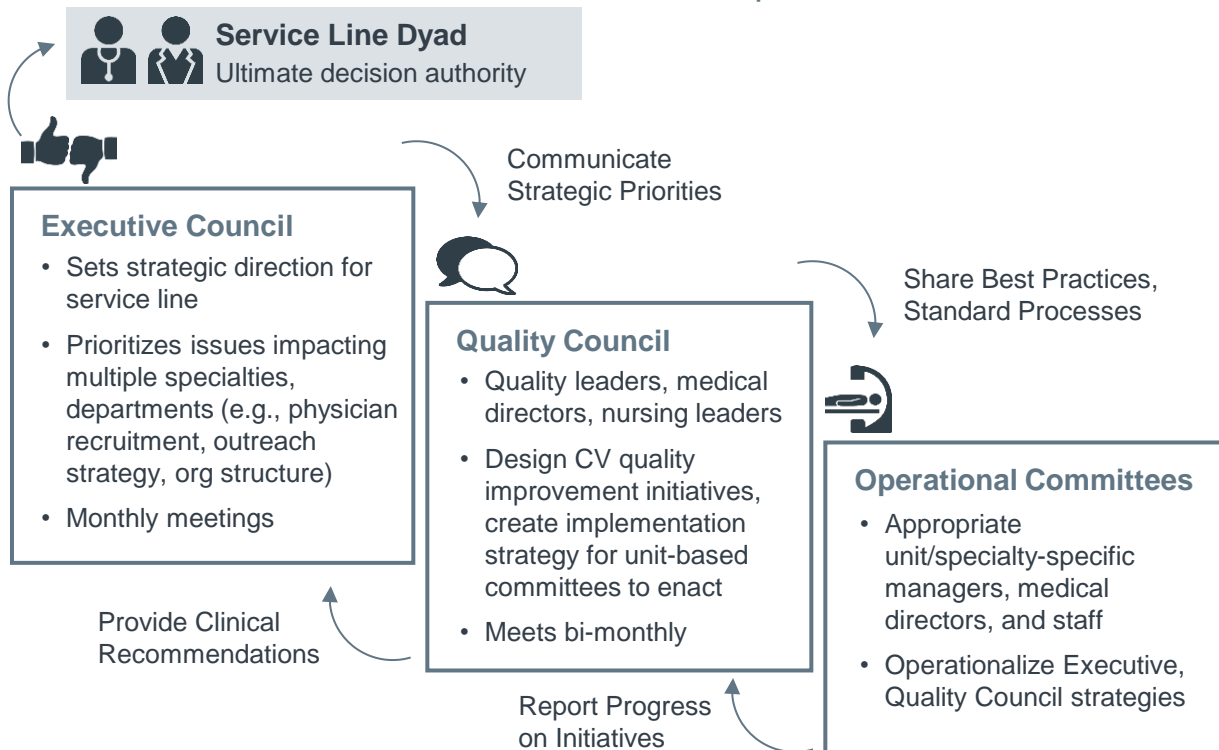 Service Line Dyad
Ultimate decision authority
Communicate
Strategic Priorities
Executive Council
• Sets strategic direction for
service line
• Prioritizes issues impacting
multiple specialties,
departments (e.g., physician
recruitment, outreach
strategy, org structure)
• Monthly meetings
Share Best Practices,
Standard Processes
Quality Council
• Quality leaders, medical
directors, nursing leaders
• Design CV quality
improvement initiatives,
create implementation
strategy for unit-based
committees to enact
• Meets bi-monthly
Operational Committees
• Appropriate
unit/specialty-specific
managers, medical
directors, and staff
• Operationalize Executive,
Quality Council strategies
Provide Clinical
Recommendations
Report Progress
on Initiatives